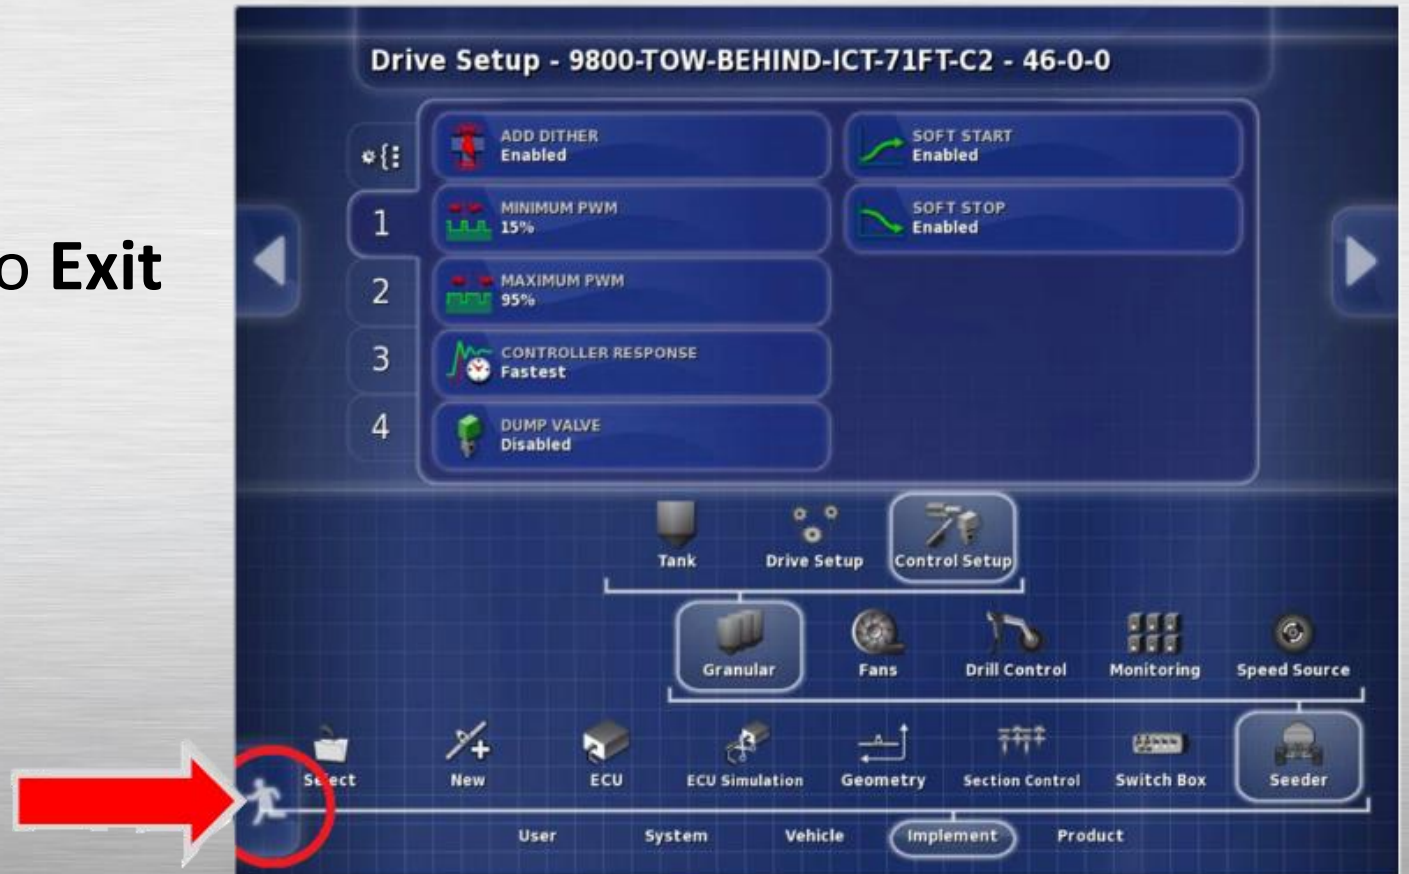 Drive Setup - 9800-TOW-BEHIND-ICT-71FT-C2 - 46-0-0
ADD DITHER
Enabled
SOFT START
Enabled
1
MINIMUM PWM
15%
SOFT STOP
Enabled
o Exit
2
MAXIMUM PWM
95%
3
CONTROLLER RESPONSE
Fastest
4
DUMP VALVE
Disabled
Tank
Drive Setup
Control Setup
Granular
Fans
Drill Control
Monitoring
Speed Source
Select
New
ECU
ECU Simulation
Geometry
Section Control
Switch Box
Seeder
User
System
Vehicle
Implement
Product